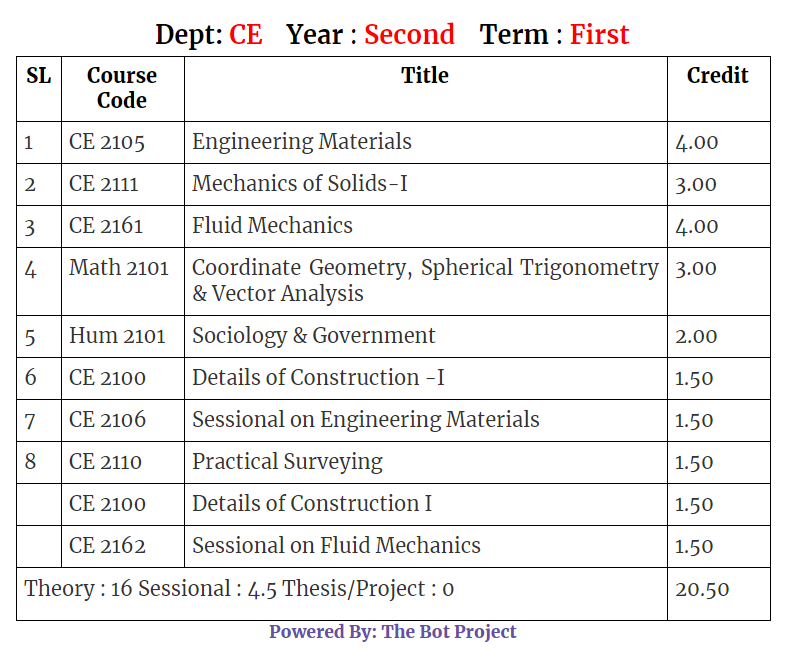 Dept: CE Year : Second Term : First
SL Course Code Title Credit
1 CE 2105 Engineering Materials 4.00
2 CE 2111 Mechanics of Solids-I 3.00
3 CE 2161 Fluid Mechanics 4.00
4 Math 2101 Coordinate Geometry, Spherical Trigonometry 3.00
& Vector Analysis
5 Hum 2101 Sociology & Government 2.00
6 CE 2100 Details of Construction -I 1.50
7 CE 2106 Sessional on Engineering Materials 1.50
8 CE 2110 Practical Surveying 1.50
CE 2100 Details of Construction I 1.50
CE 2162 Sessional on Fluid Mechanics 1.50
Theory : 16 Sessional : 4.5 Thesis/Project : 0 20.50
Powered By: The Bot Project